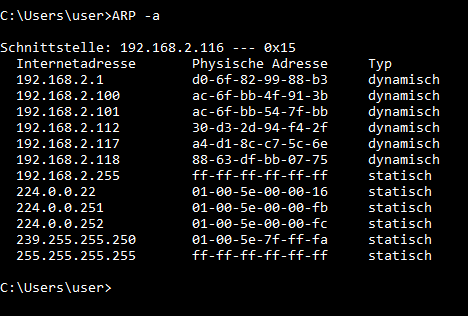 C:\Users\user>ARP -a
Schnittstelle: 192.168.2.116 --- 0x15
Internetadresse Physische Adresse Typ
192.168.2.1 d0-6f-82-99-88-b3 dynamisch
192.168.2.100 ac-6f-bb-4f-91-3b dynamisch
192.168.2.101 ac-6f-bb-54-7f-bb dynamisch
192.168.2.112 30-d3-2d-94-f4-2f dynamisch
192.168.2.117 a4-d1-8c-c7-5c-6e dynamisch
192.168.2.118 88-63-df-bb-07-75 dynamisch
192.168.2.255 ff-ff-ff-ff-ff-ff statisch
224.0.0.22 01-00-5e-00-00-16 statisch
224.0.0.251 01-00-5e-00-00-fb statisch
224.0.0.252 01-00-5e-00-00-fc statisch
239.255.255.250 01-00-5e-7f-ff-fa statisch
255.255.255.255 ff-ff-ff-ff-ff-ff statisch
C:\Users\user>